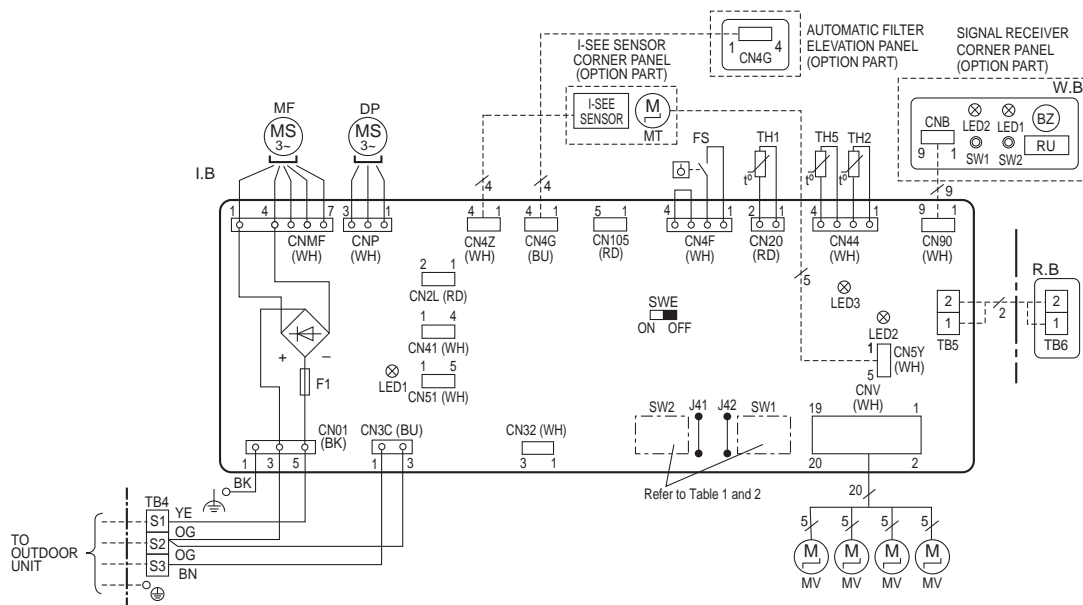 AUTOMATIC FILTER
ELEVATION PANEL
(OPTION PART)
1 4
CN4G
SIGNAL RECEIVER
CORNER PANEL
(OPTION PART)
W.B
I-SEE SENSOR
CORNER PANEL
(OPTION PART)
I-SEE
SENSOR
M
MT
CNB
9 1
LED2 LED1
BZ
SW1 SW2
RU
MF
MS
3~
DP
MS
3~
FS
TH1
TH5 TH2
t° t° t°
I.B
4 4 9
1 4 7
CNMF
(WH)
3 1
CNP
(WH)
4 1
CN4Z
(WH)
4 1
CN4G
(BU)
5 1
CN105
(RD)
4 1
CN4F
(WH)
2 1
CN20
(RD)
4 1
CN44
(WH)
9 1
CN90
(WH)
R.B
2 1
CN2L (RD)
5
SWE
ON OFF
LED3
LED2
2
1
TB5
2
2
1
TB6
1 4
CN41 (WH)
1
5
CN5Y
(WH)
+ −
F1
LED1
1 5
CN51 (WH)
CNV
(WH)
19 1
20 2
SW2 J41 J42 SW1
CN01
(BK)
1 3 5
CN3C (BU)
1 3
CN32 (WH)
3 1
Refer to Table 1 and 2
BK
20
TB4
S1 YE
OG
S2
OG
S3
BN
TO
OUTDOOR
UNIT
5 5 5 5
M M M M
MV MV MV MV